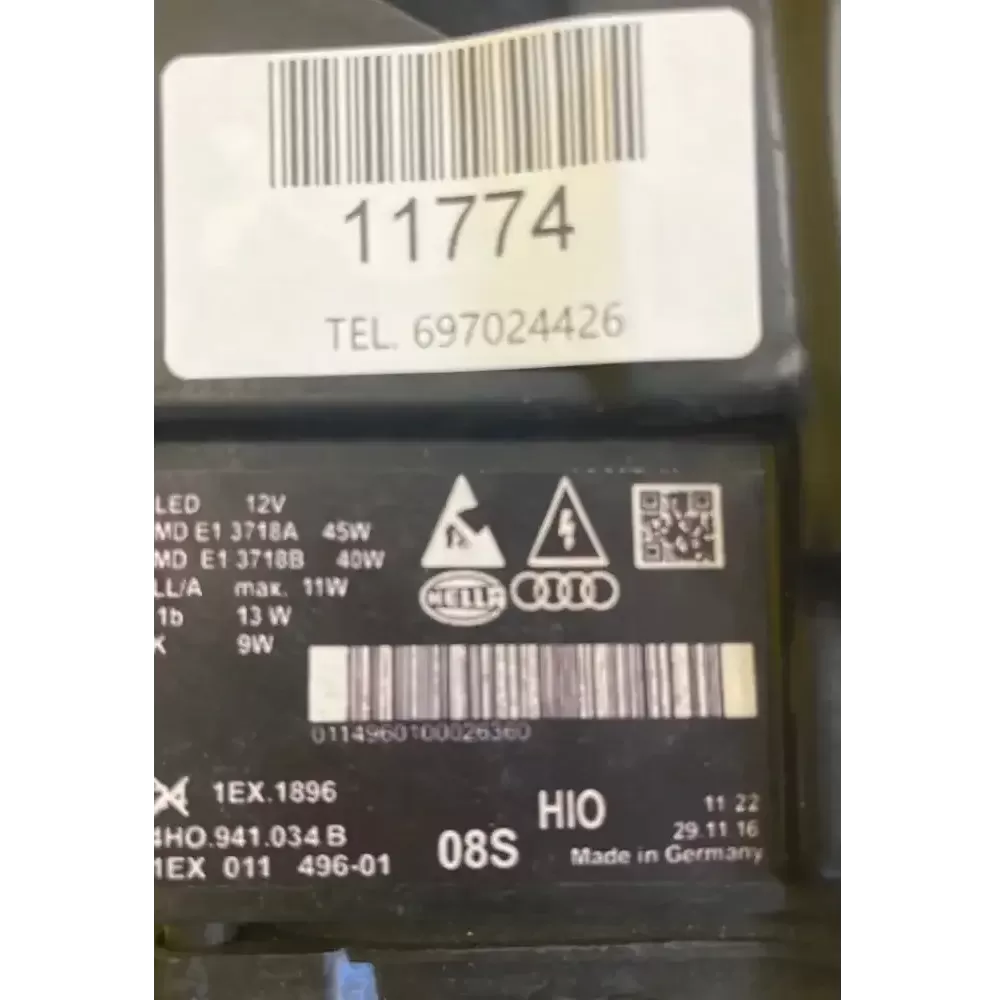 11774
TEL. 697024426
LED 12V
MD E1 3718A 45W
MD E1 3718B 40W
LL/A max. 11W
1b 13W
X 9W
HELLA
0114960100026360
1EX.1896
4H0.941.034 B
1EX 011 496-01
08S
HIO
11 22
29.11 16
Made in Germany